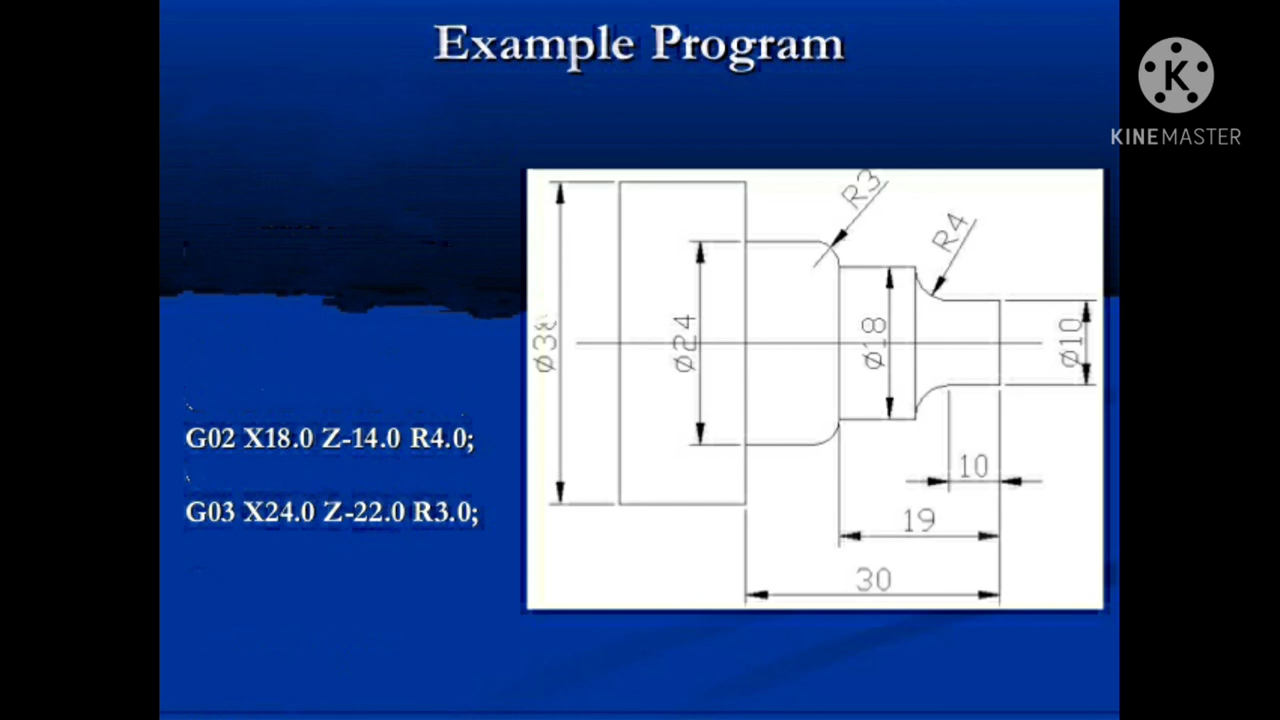 Example Program
K
KINEMASTER
R3
R4
Ø38
Ø24
Ø18
Ø10
G02 X18.0 Z-14.0 R4.0;
10
G03 X24.0 Z-22.0 R3.0;
19
30